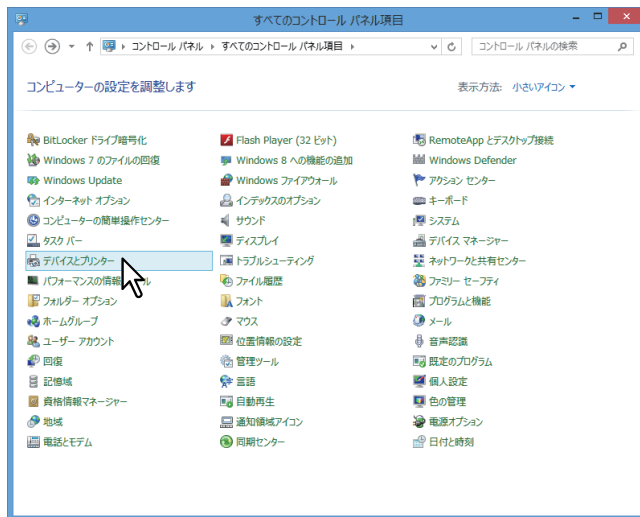 すべてのコントロール パネル項目
コントロール パネル ▸ すべてのコントロール パネル項目 ▸ コントロール パネルの検索
コンピューターの設定を調整します 表示方法: 小さいアイコン
BitLocker ドライブ暗号化 Flash Player (32 ビット) RemoteApp とデスクトップ接続
Windows 7 のファイルの回復 Windows 8 への機能の追加 Windows Defender
Windows Update Windows ファイアウォール アクション センター
インターネット オプション インデックスのオプション キーボード
コンピューターの簡単操作センター サウンド システム
タスク バー ディスプレイ デバイス マネージャー
デバイスとプリンター トラブルシューティング ネットワークと共有センター
パフォーマンスの情報 ール ファイル履歴 ファミリー セーフティ
フォルダー オプション フォント プログラムと機能
ホームグループ マウス メール
ユーザー アカウント 位置情報の設定 音声認識
回復 管理ツール 既定のプログラム
記憶域 言語 個人設定
資格情報マネージャー 自動再生 色の管理
地域 通知領域アイコン 電源オプション
電話とモデム 同期センター 日付と時刻